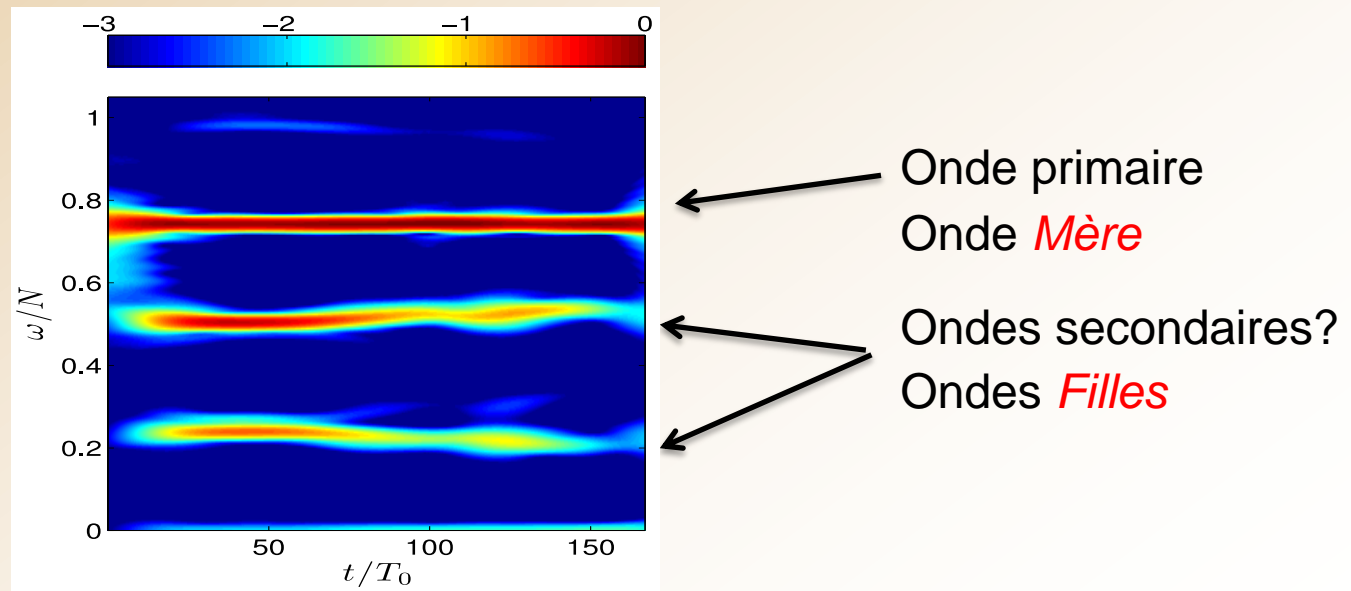 −3 −2 −1 0
1
0.8
0.6
0.4
0.2
0
ω/N
50 100 150
t/T₀
Onde primaire
Onde Mère
Ondes secondaires?
Ondes Filles